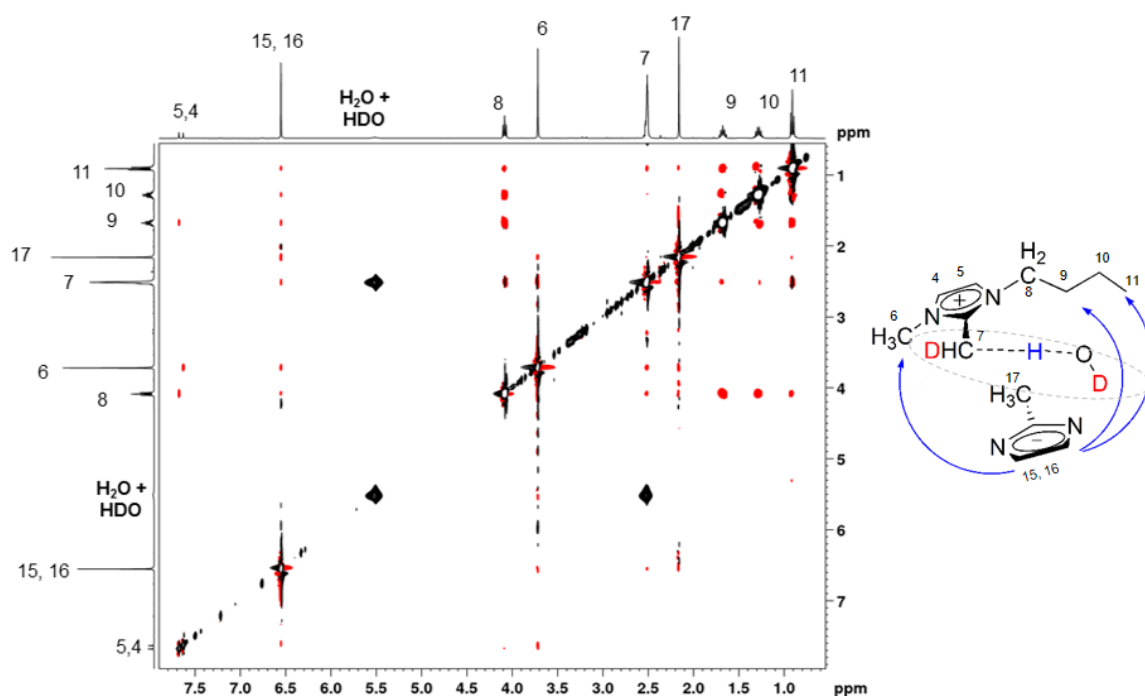 15, 16
6
17
7
11
H₂O +
HDO
5,4
8
9
10
ppm
ppm
11
10
9
17
7
6
8
H₂O +
HDO
15, 16
5,4
1
2
3
4
5
6
7
7.5 7.0 6.5 6.0 5.5 5.0 4.5 4.0 3.5 3.0 2.5 2.0 1.5 1.0 ppm
H₂
C
10
4 5 9
8 11
6 N + N
H₃C
7
DHC H O
D
17
H₃C
N − N
15, 16